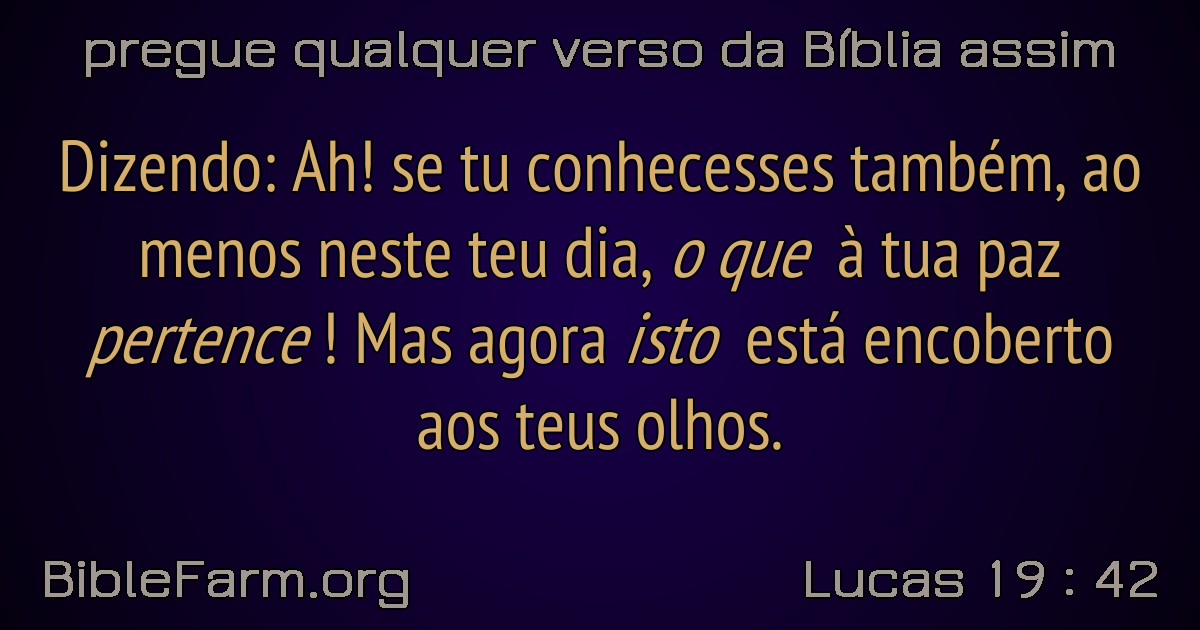 pregue qualquer verso da Bíblia assim
Dizendo: Ah! se tu conhecesses também, ao
menos neste teu dia, o que à tua paz
pertence ! Mas agora isto está encoberto
aos teus olhos.
BibleFarm.org
Lucas 19 : 42